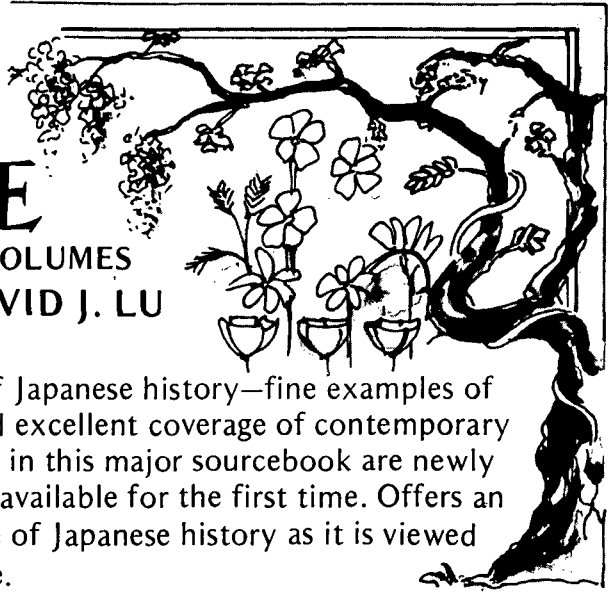 E
OLUMES
VID J. LU
Japanese history—fine examples of
excellent coverage of contemporary
in this major sourcebook are newly
available for the first time. Offers an
of Japanese history as it is viewed